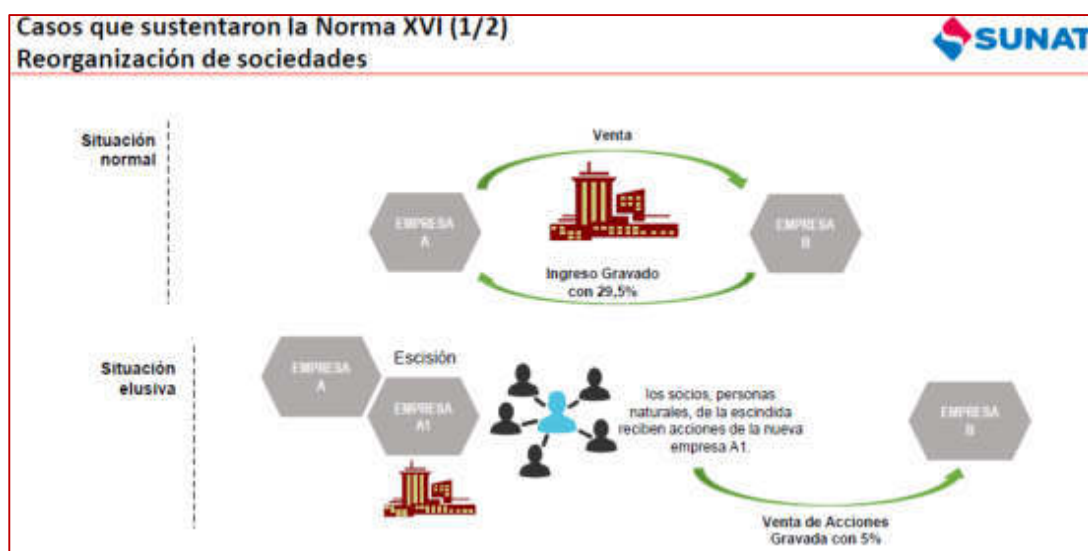 Casos que sustentaron la Norma XVI (1/2)
Reorganización de sociedades
SUNAT
Situación
normal
Venta
EMPRESA
A
EMPRESA
B
Ingreso Gravado
con 29,5%
Situación
elusiva
EMPRESA
A
Escisión
EMPRESA
A1
los socios, personas
naturales, de la escindida
reciben acciones de la nueva
empresa A1.
EMPRESA
B
Venta de Acciones
Gravada con 5%